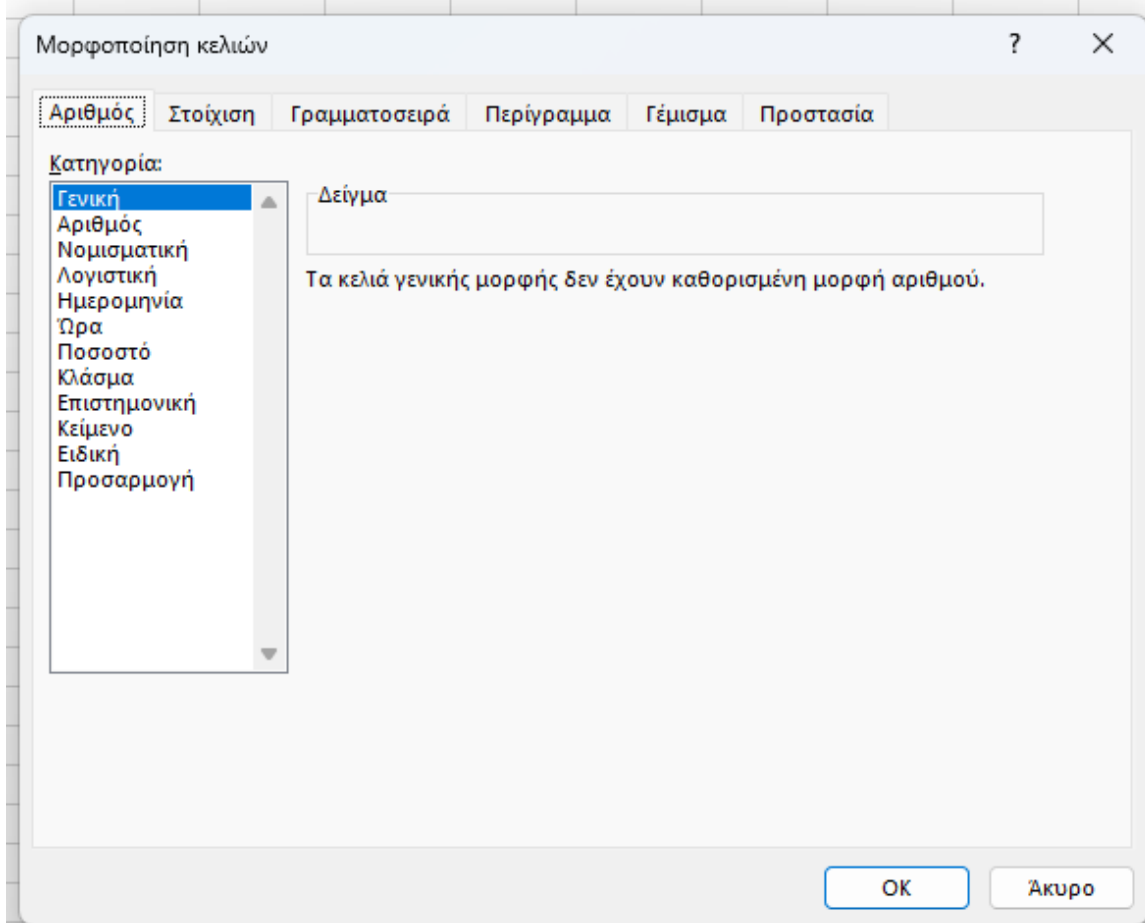 Μορφοποίηση κελιών ?
Αριθμός Στοίχιση Γραμματοσειρά Περίγραμμα Γέμισμα Προστασία
Κατηγορία:
Γενική
Αριθμός
Νομισματική
Λογιστική
Ημερομηνία
Ώρα
Ποσοστό
Κλάσμα
Επιστημονική
Κείμενο
Ειδική
Προσαρμογή
Δείγμα
Τα κελιά γενικής μορφής δεν έχουν καθορισμένη μορφή αριθμού.
OK Άκυρο